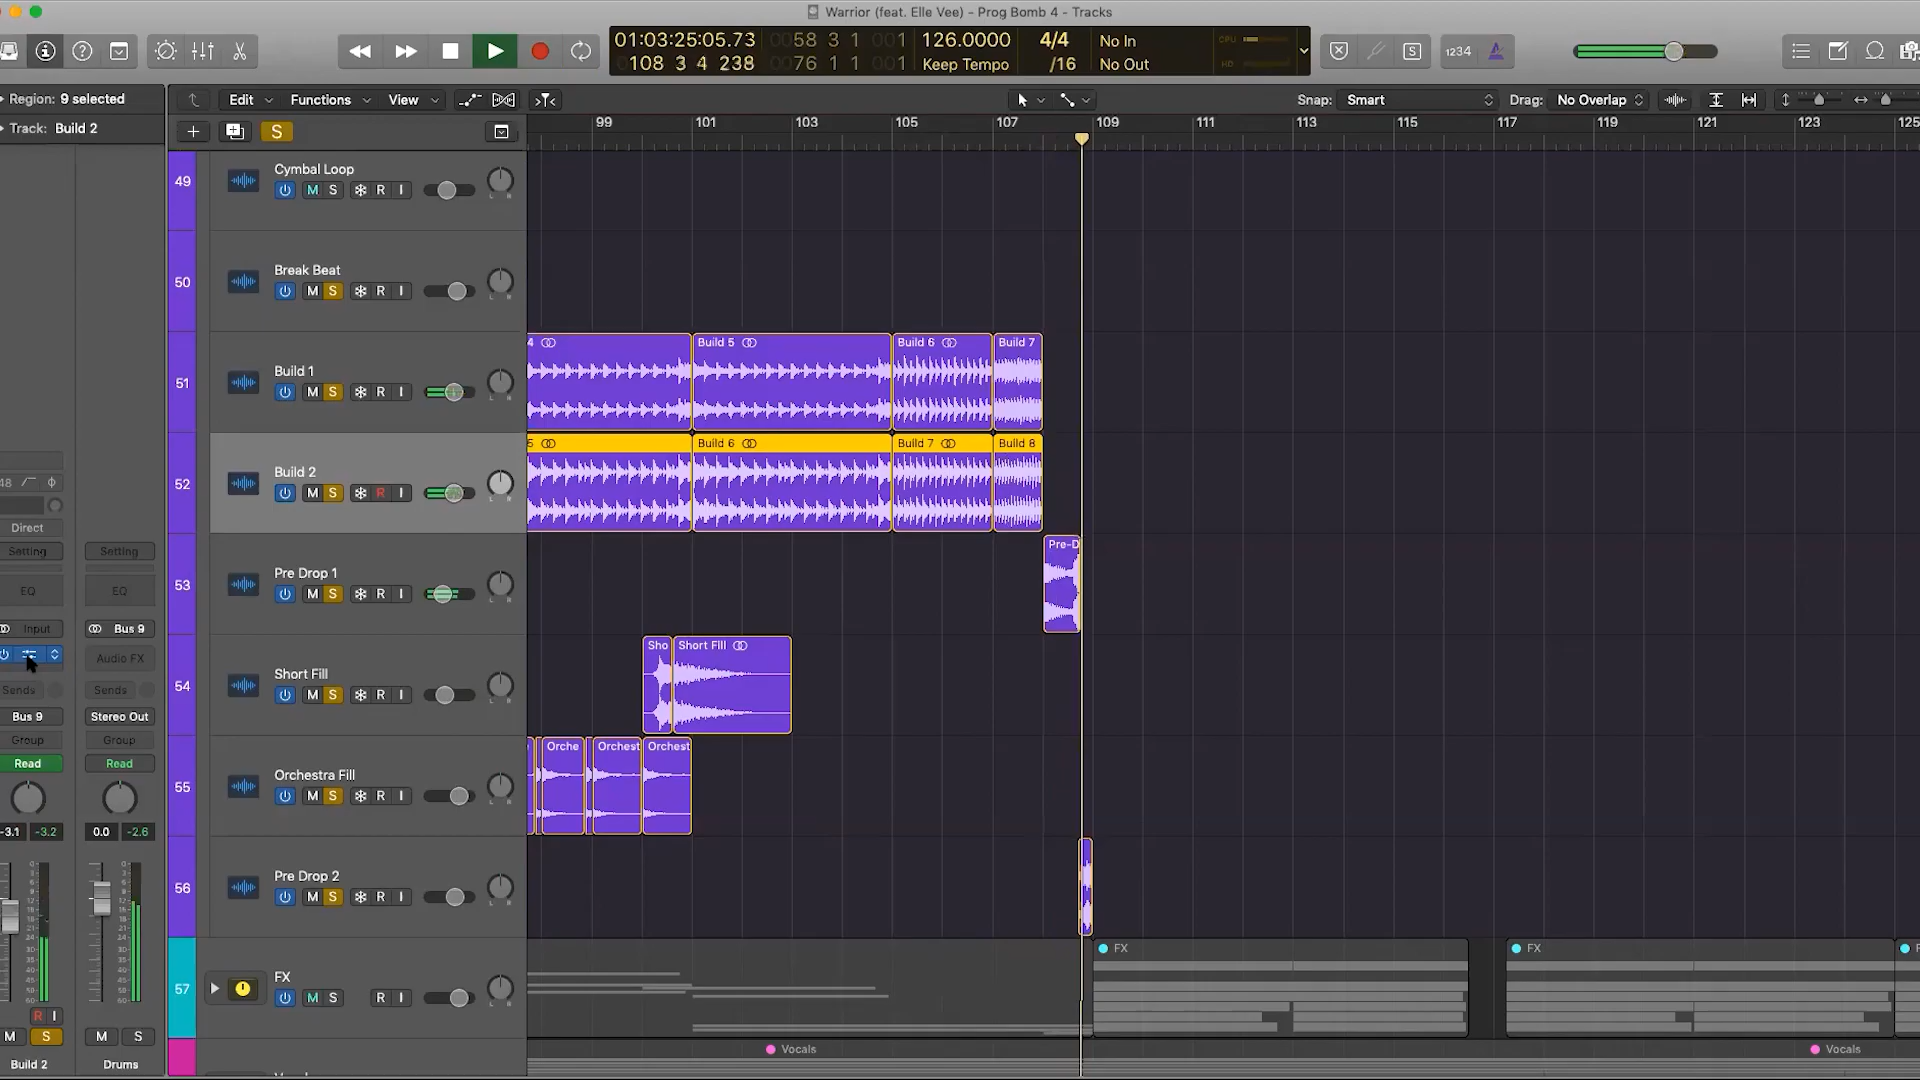 Warrior (feat. Elle Vee) - Prog Bomb 4 - Tracks
01:03:25:05.73
108 3 4 238
0058 3 1 001
0076 1 1 001
126.0000
Keep Tempo
4/4
/16
No In
No Out
CPU
HD
S
1234
Region: 9 selected
Track: Build 2
Edit
Functions
View
Snap: Smart
Drag: No Overlap
S
99 101 103 105 107 109 111 113 115 117 119 121 123 125
49
Cymbal Loop
M S R I
50
Break Beat
M S R I
51
Build 1
M S R I
4
Build 5
Build 6
Build 7
52
Build 2
M S R I
5
Build 6
Build 7
Build 8
53
Pre Drop 1
M S R I
Pre-D
54
Short Fill
M S R I
Sho
Short Fill
55
Orchestra Fill
M S R I
Orche
Orchest
Orchest
56
Pre Drop 2
M S R I
57
FX
M S R I
FX
FX
F
Vocals
Vocals
48
Direct
Setting
Setting
EQ
EQ
Input
Bus 9
Audio FX
Sends
Sends
Bus 9
Stereo Out
Group
Group
Read
Read
-3.1 -3.2
0.0 -2.6
R I
M S
M S
Build 2
Drums